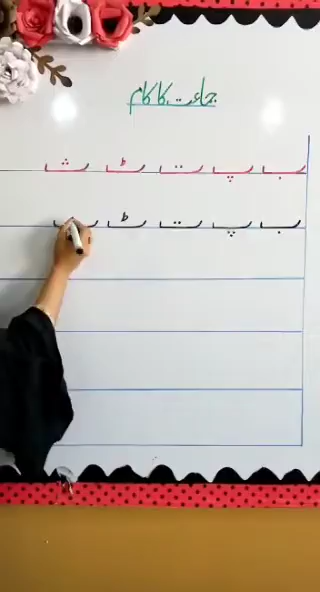 جماعت کا کام
ب پ ت ٹ ث
ب پ ت ٹ